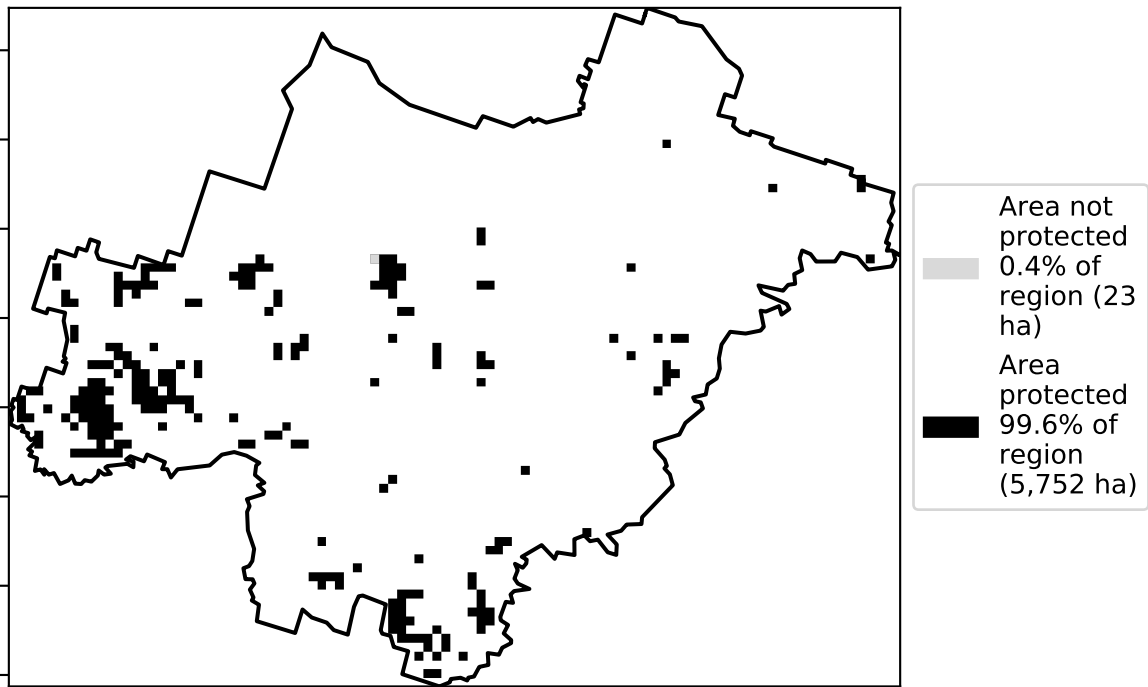 Area not
protected
0.4% of
region (23
ha)
Area
protected
99.6% of
region
(5,752 ha)